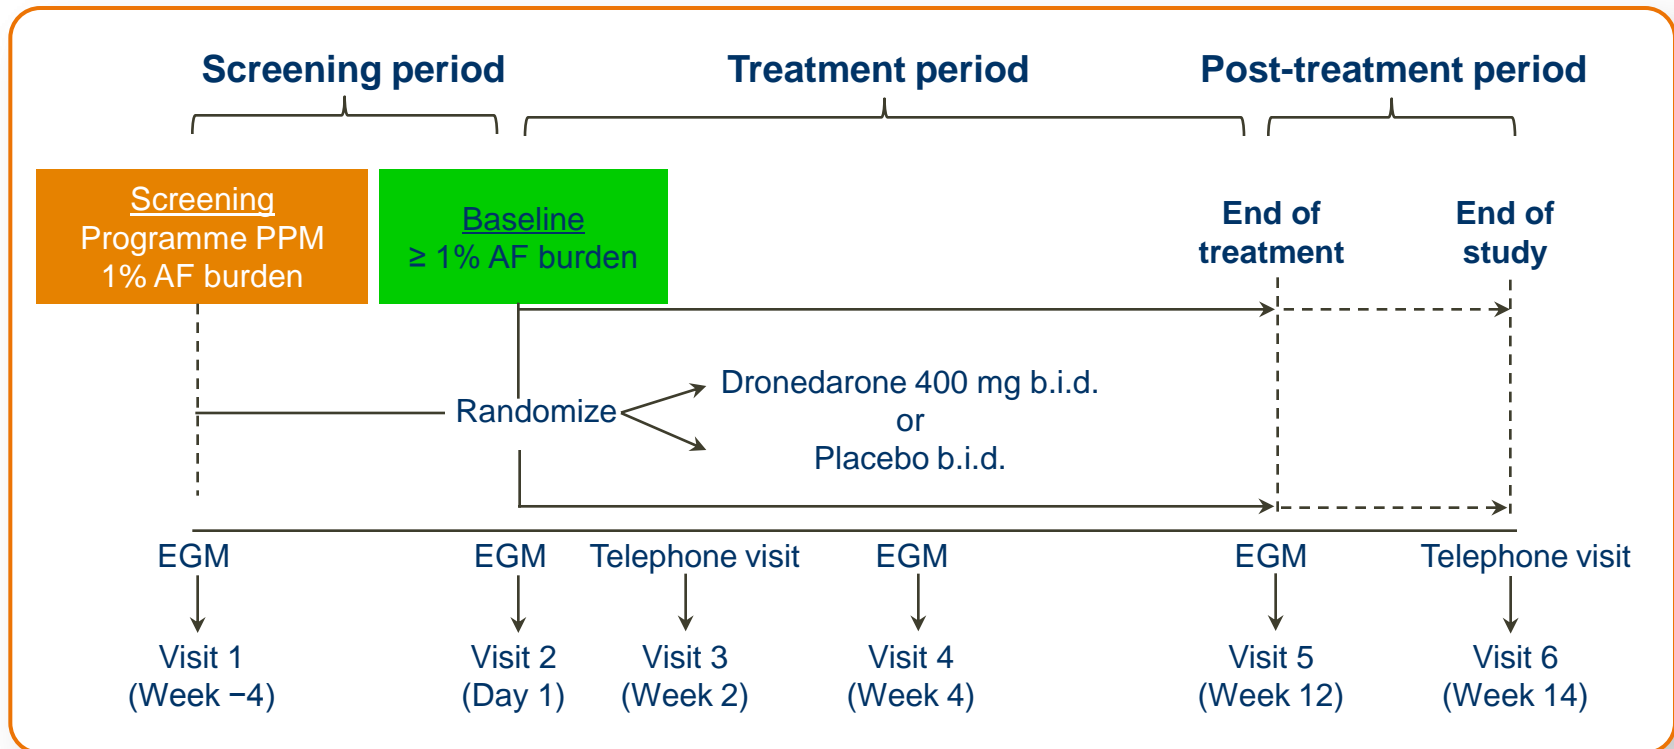 Screening period
Treatment period
Post-treatment period
Screening
Programme PPM
1% AF burden
Baseline
≥ 1% AF burden
End of
treatment
End of
study
Randomize
Dronedarone 400 mg b.i.d.
or
Placebo b.i.d.
EGM
EGM
Telephone visit
EGM
EGM
Telephone visit
Visit 1
(Week −4)
Visit 2
(Day 1)
Visit 3
(Week 2)
Visit 4
(Week 4)
Visit 5
(Week 12)
Visit 6
(Week 14)